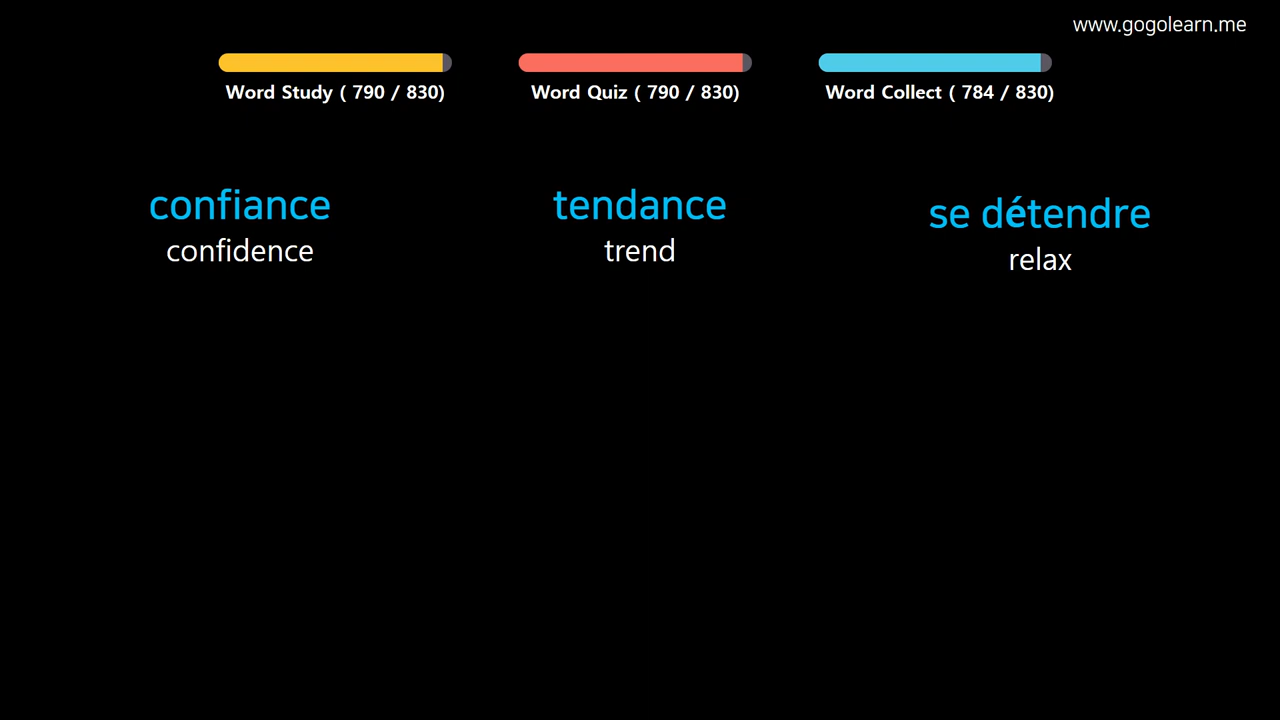 www.gogolearn.me
Word Study ( 790 / 830)
Word Quiz ( 790 / 830)
Word Collect ( 784 / 830)
confiance
confidence
tendance
trend
se détendre
relax